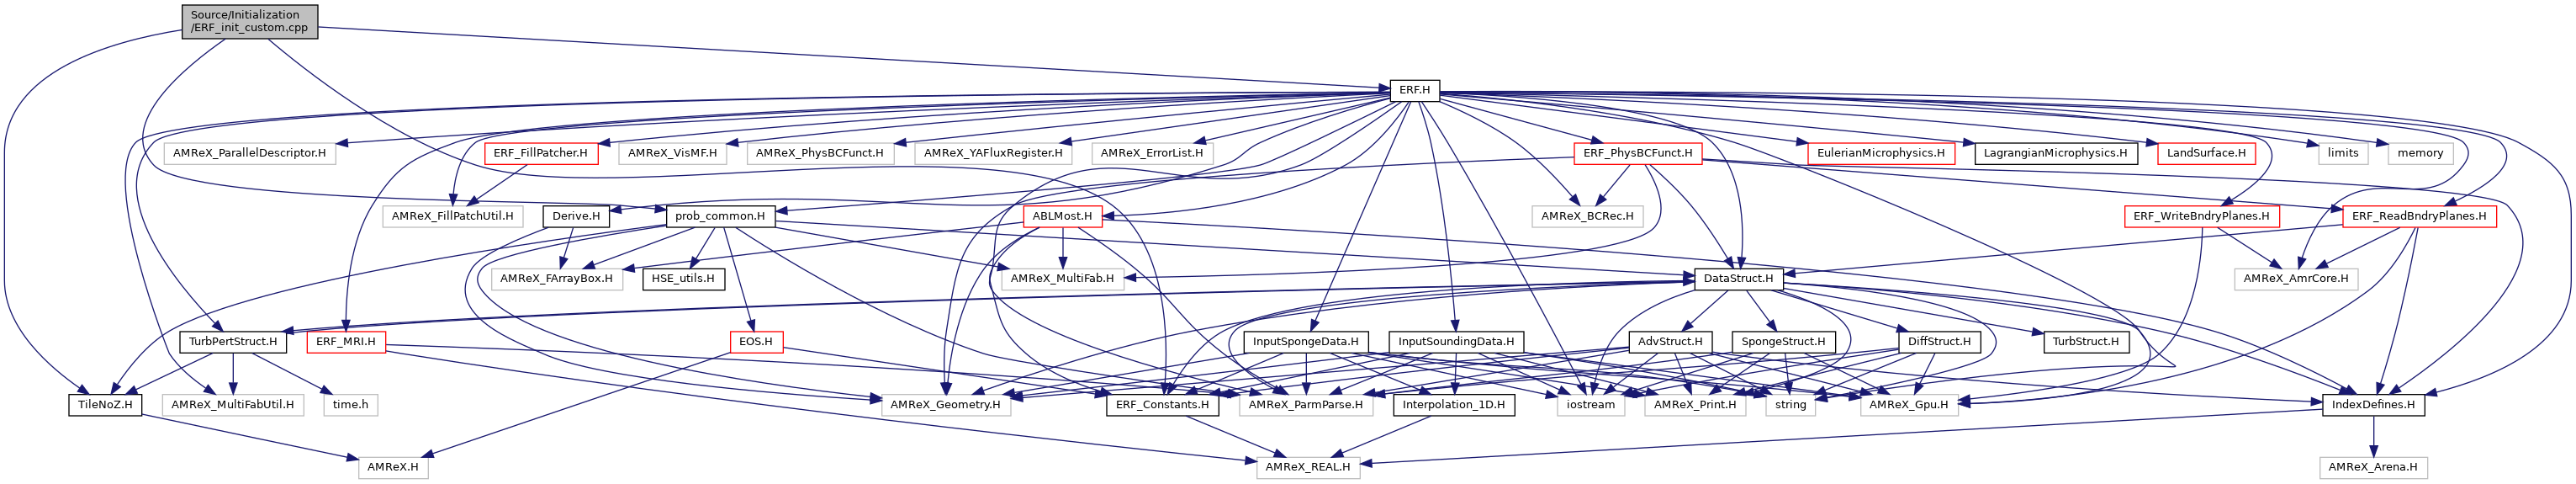 Source/Initialization
/ERF_init_custom.cpp
ERF.H
AMReX_ParallelDescriptor.H
ERF_FillPatcher.H
AMReX_VisMF.H
AMReX_PhysBCFunct.H
AMReX_YAFluxRegister.H
AMReX_ErrorList.H
ERF_PhysBCFunct.H
EulerianMicrophysics.H
LagrangianMicrophysics.H
LandSurface.H
limits
memory
AMReX_FillPatchUtil.H
Derive.H
prob_common.H
ABLMost.H
AMReX_BCRec.H
ERF_WriteBndryPlanes.H
ERF_ReadBndryPlanes.H
AMReX_FArrayBox.H
HSE_utils.H
AMReX_MultiFab.H
DataStruct.H
AMReX_AmrCore.H
TurbPertStruct.H
ERF_MRI.H
EOS.H
InputSpongeData.H
InputSoundingData.H
AdvStruct.H
SpongeStruct.H
DiffStruct.H
TurbStruct.H
TileNoZ.H
AMReX_MultiFabUtil.H
time.h
AMReX_Geometry.H
ERF_Constants.H
AMReX_ParmParse.H
Interpolation_1D.H
iostream
AMReX_Print.H
string
AMReX_Gpu.H
IndexDefines.H
AMReX.H
AMReX_REAL.H
AMReX_Arena.H